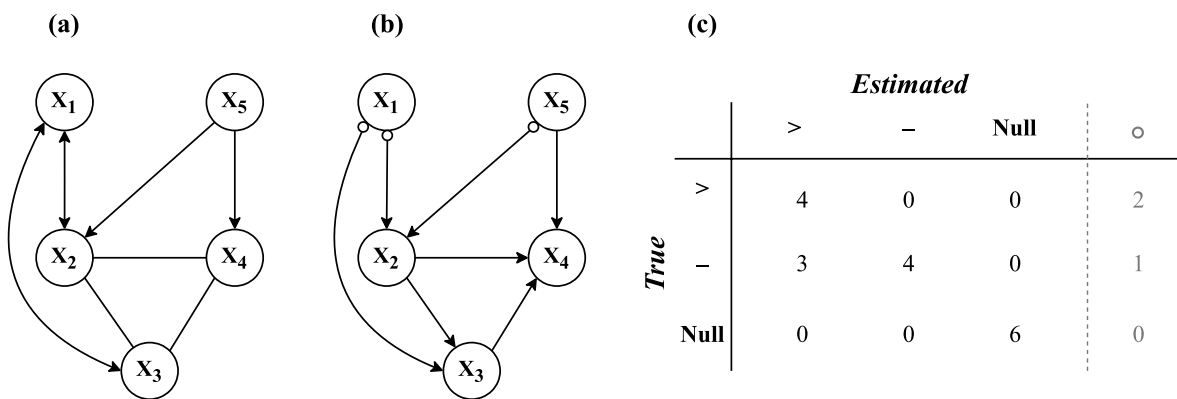 (a)
X₁
X₅
X₂
X₄
X₃
(b)
X₁
X₅
X₂
X₄
X₃
(c)
Estimated
> – Null o
True
> 4 0 0 2
– 3 4 0 1
Null 0 0 6 0